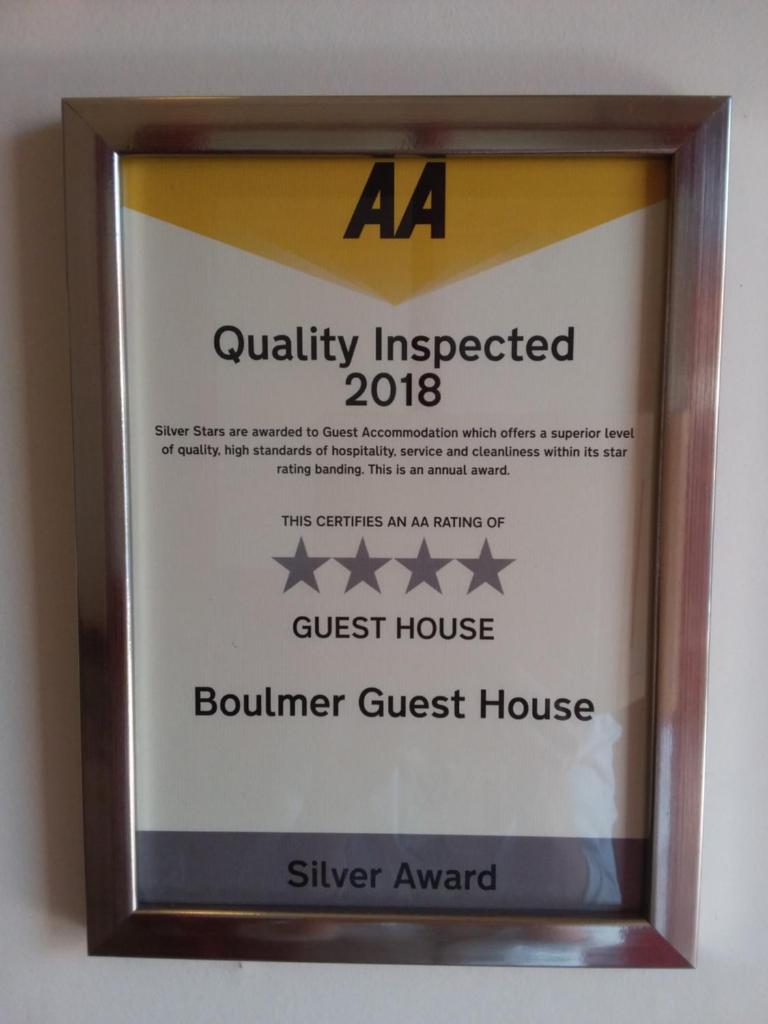 AA
Quality Inspected
2018
Silver Stars are awarded to Guest Accommodation which offers a superior level
of quality, high standards of hospitality, service and cleanliness within its star
rating banding. This is an annual award.
THIS CERTIFIES AN AA RATING OF
GUEST HOUSE
Boulmer Guest House
Silver Award